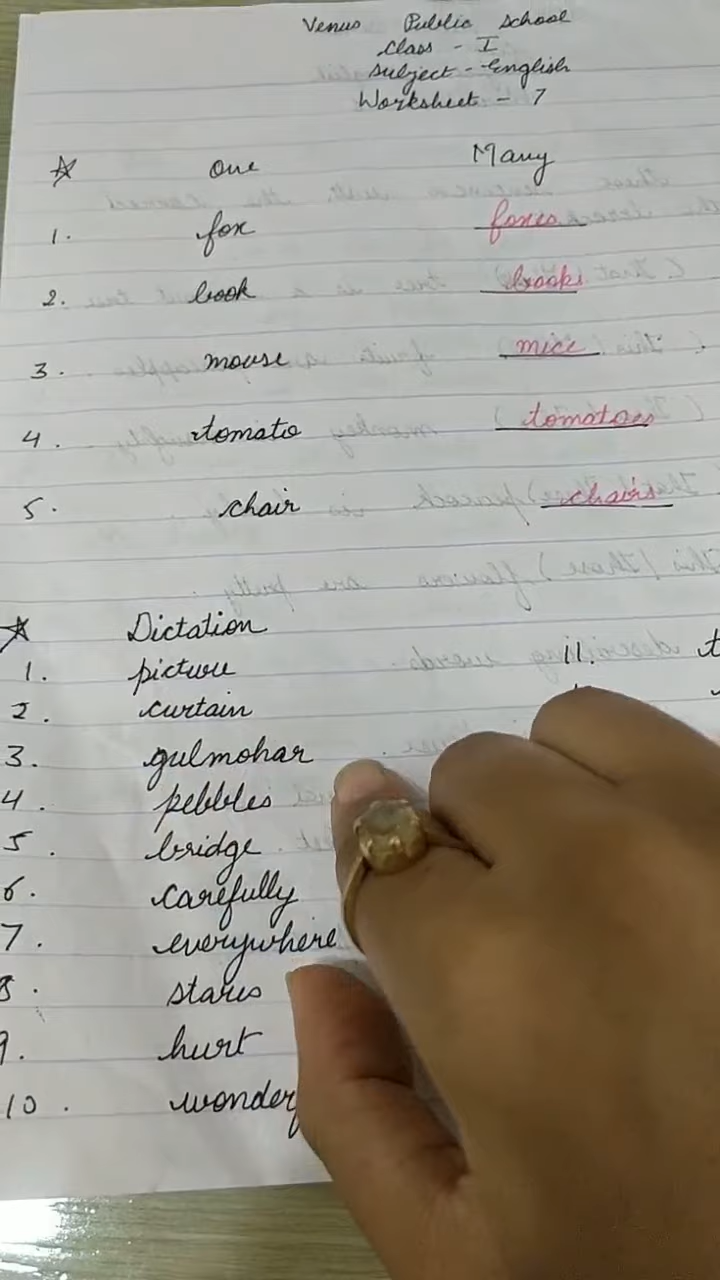 Venus Public School
Class - I
Subject - English
Worksheet - 7
One Many
1. fox foxes
2. book books
3. mouse mice
4. tomato tomatoes
5. chair chairs
Dictation
1. picture 11.
2. curtain
3. gulmohar
4. pebbles
5. bridge
6. carefully
7. everywhere
8. stares
9. hurt
10.